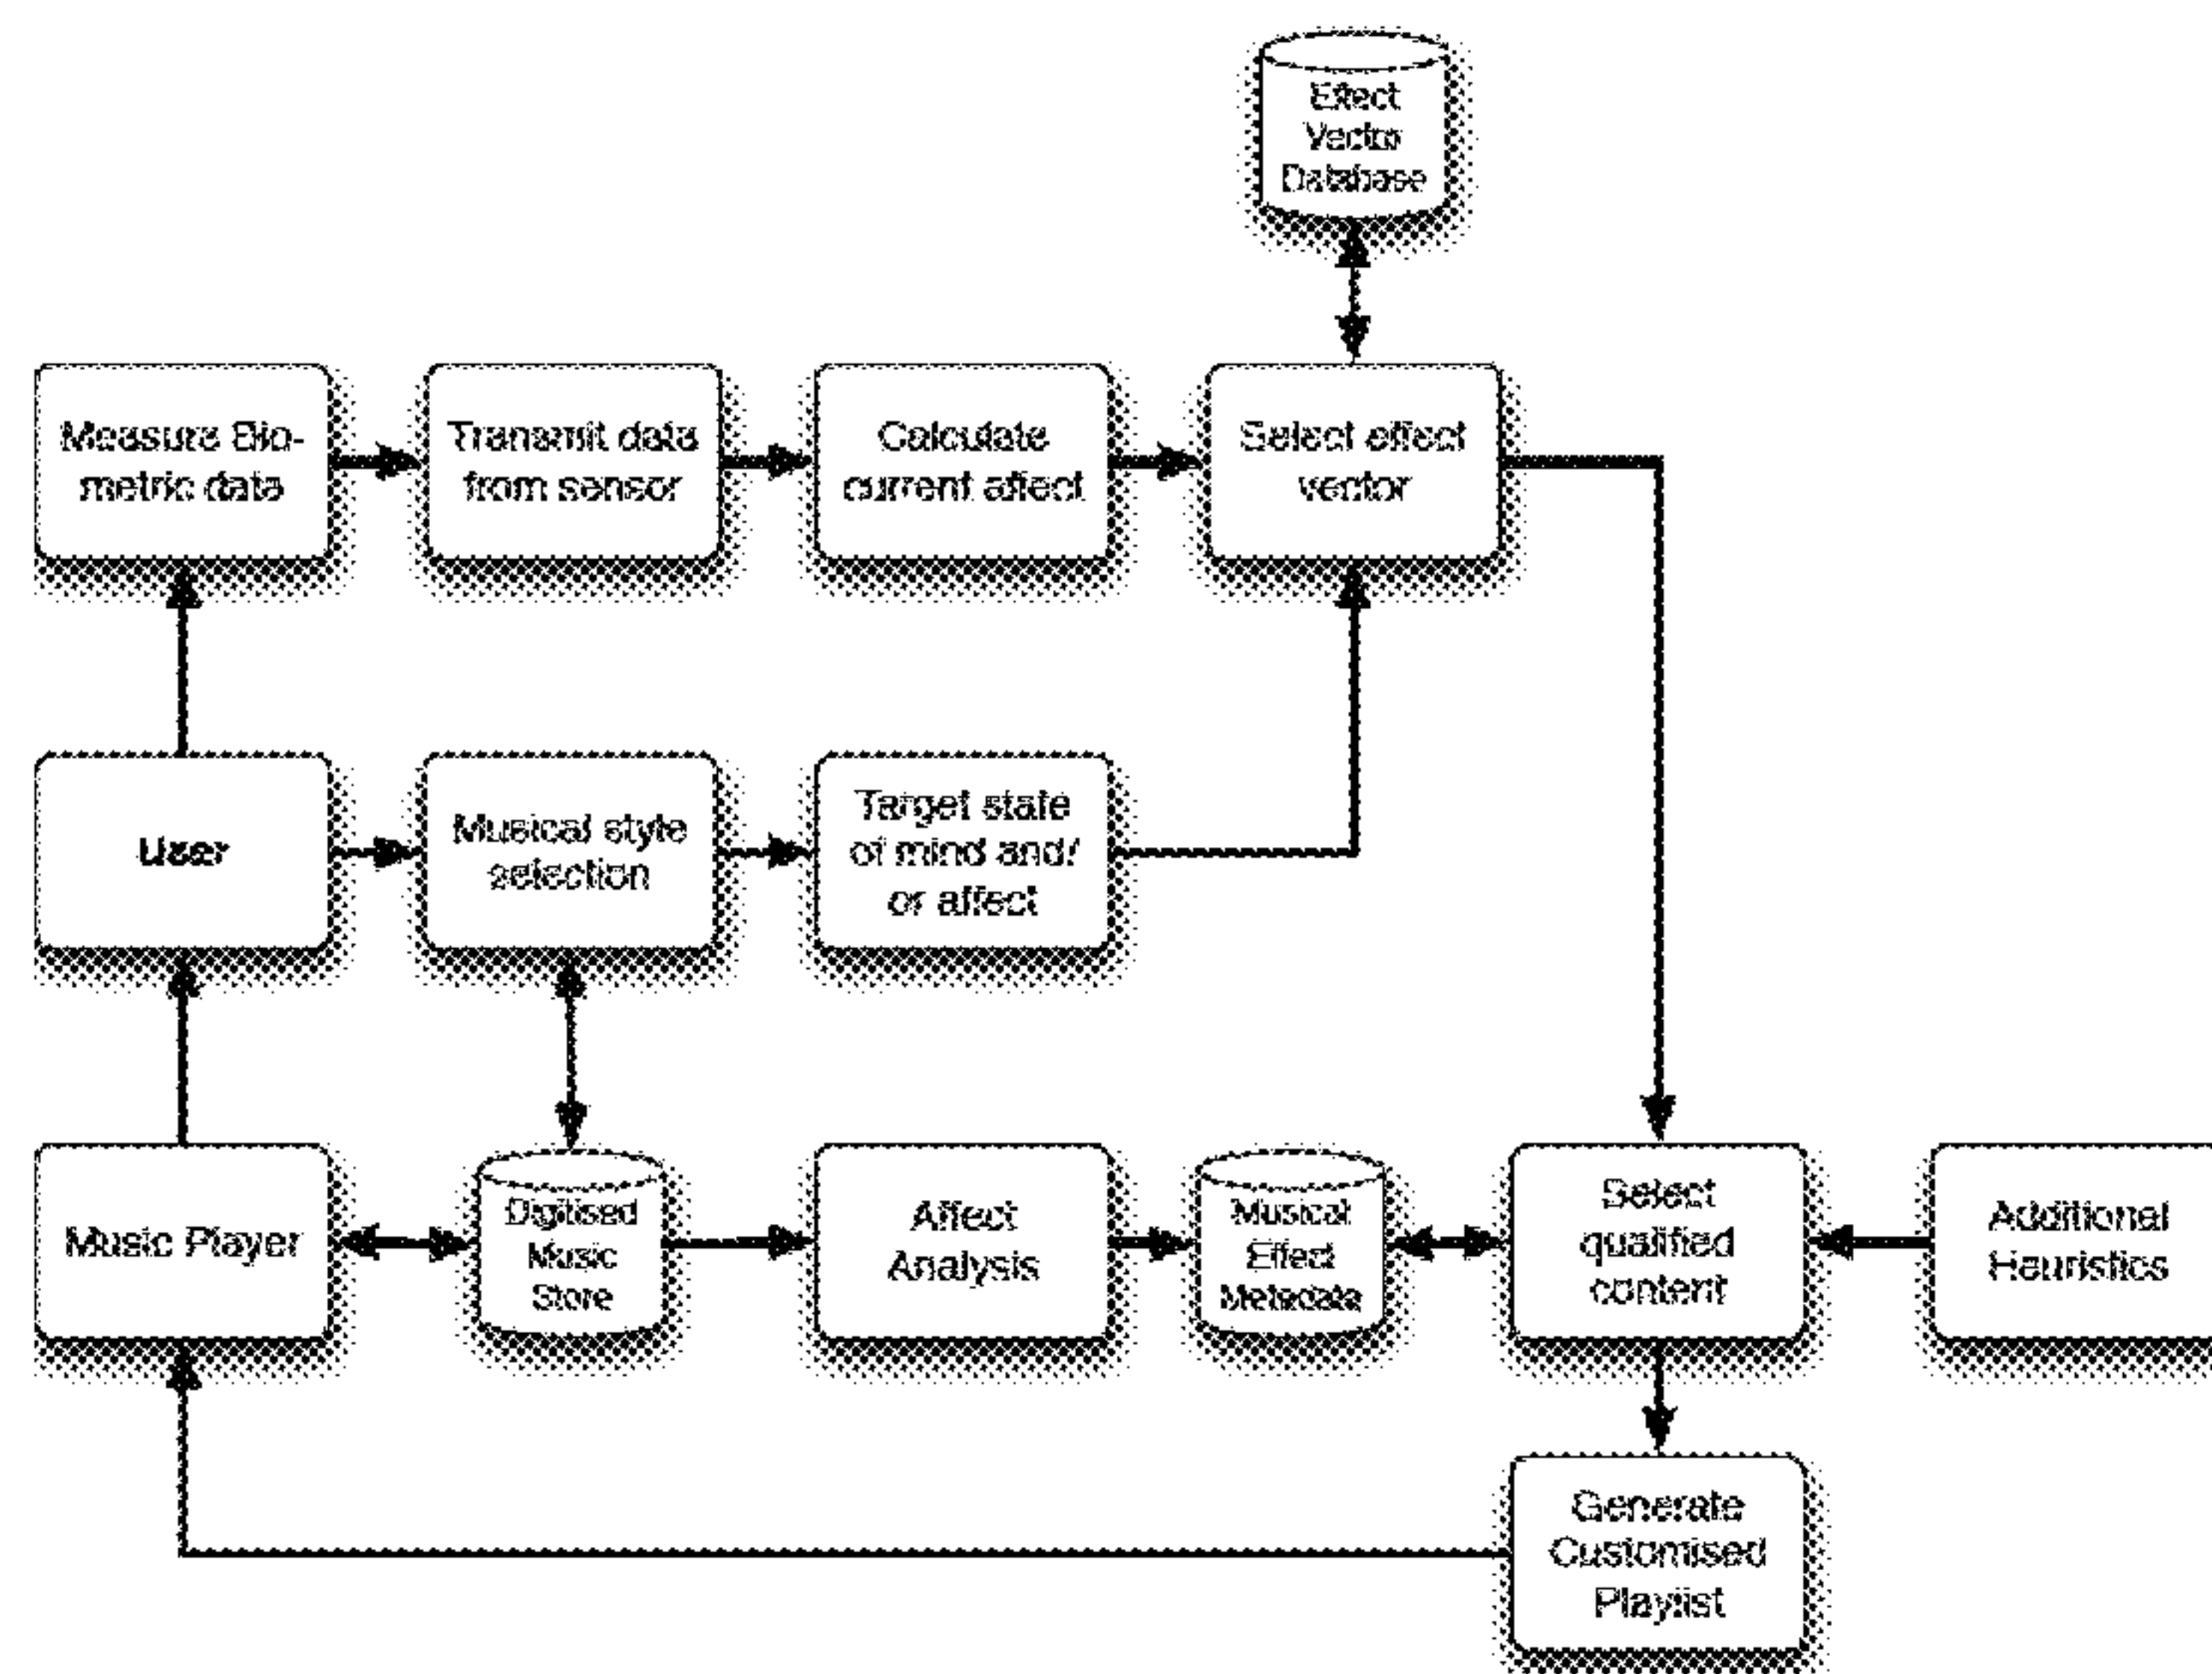 Effect
Vector
Database
Measure Bio-
metric data
Transmit data
from sensor
Calculate
current affect
Select effect
vector
User
Musical style
selection
Target state
of mind and/
or affect
Music Player
Digitised
Music
Store
Affect
Analysis
Musical
Effect
Metadata
Select
qualified
content
Additional
Heuristics
Generate
Customised
Playlist